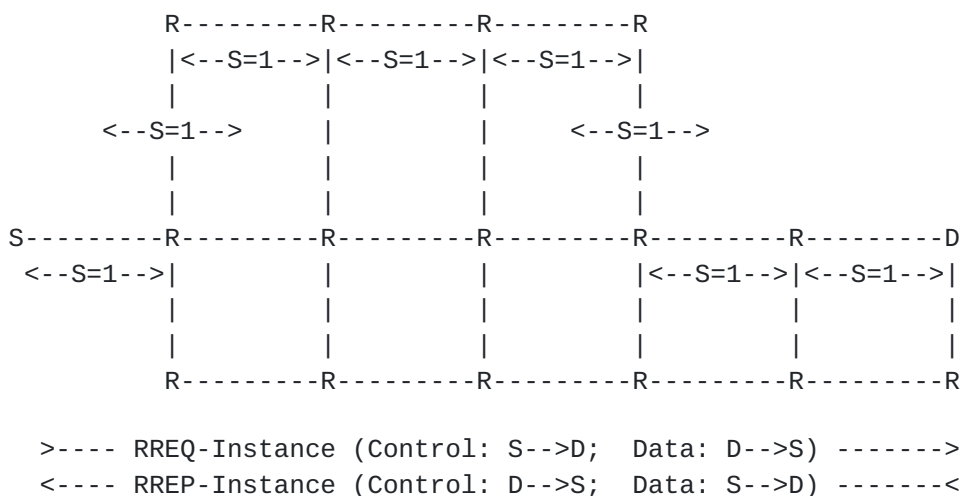 R---------R---------R---------R
|<--S=1-->|<--S=1-->|<--S=1-->|
| | | |
<--S=1--> | | <--S=1-->
| | | |
| | | |
S---------R---------R---------R---------R---------R---------D
<--S=1-->| | | |<--S=1-->|<--S=1-->|
| | | | | |
| | | | | |
R---------R---------R---------R---------R---------R
>---- RREQ-Instance (Control: S-->D; Data: D-->S) ------->
<---- RREP-Instance (Control: D-->S; Data: S-->D) -------<